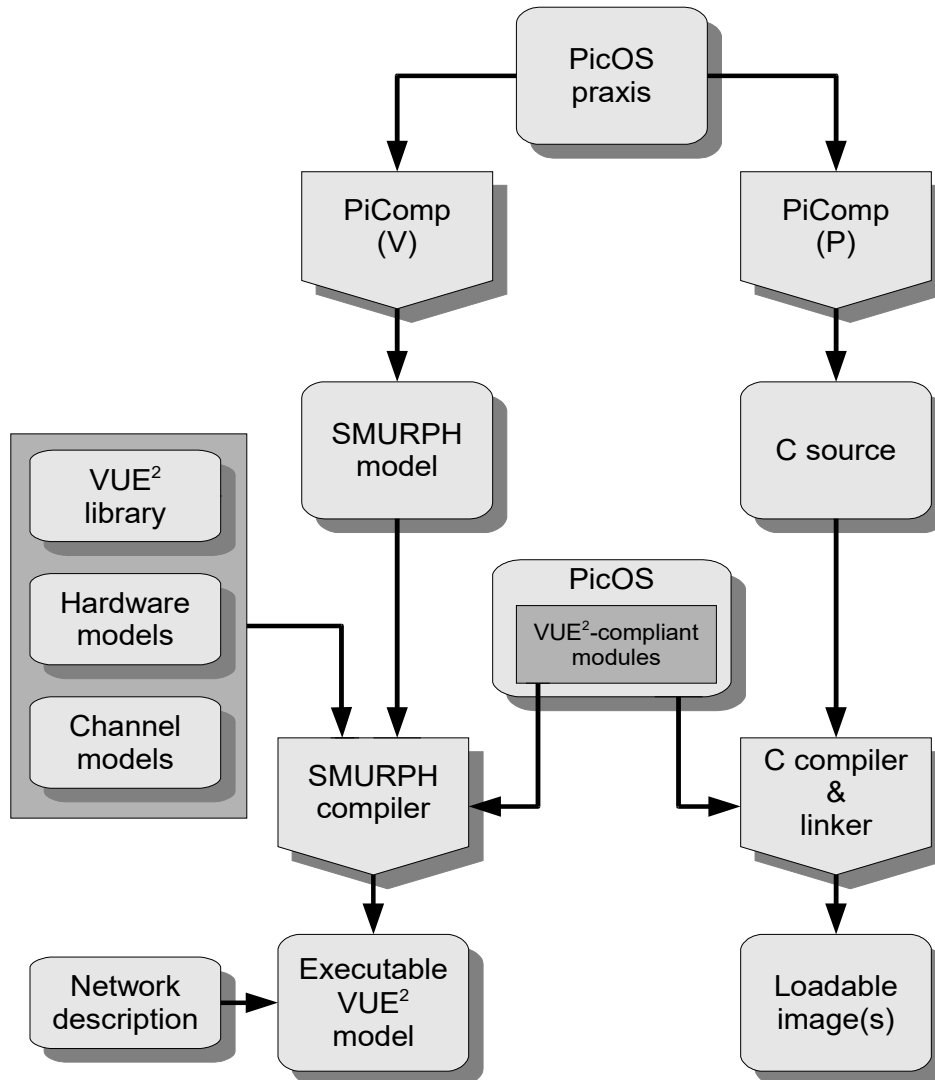 PicOS
praxis
PiComp
(V)
PiComp
(P)
SMURPH
model
C source
VUE²
library
Hardware
models
Channel
models
PicOS
VUE²-compliant
modules
SMURPH
compiler
C compiler
&
linker
Network
description
Executable
VUE²
model
Loadable
image(s)